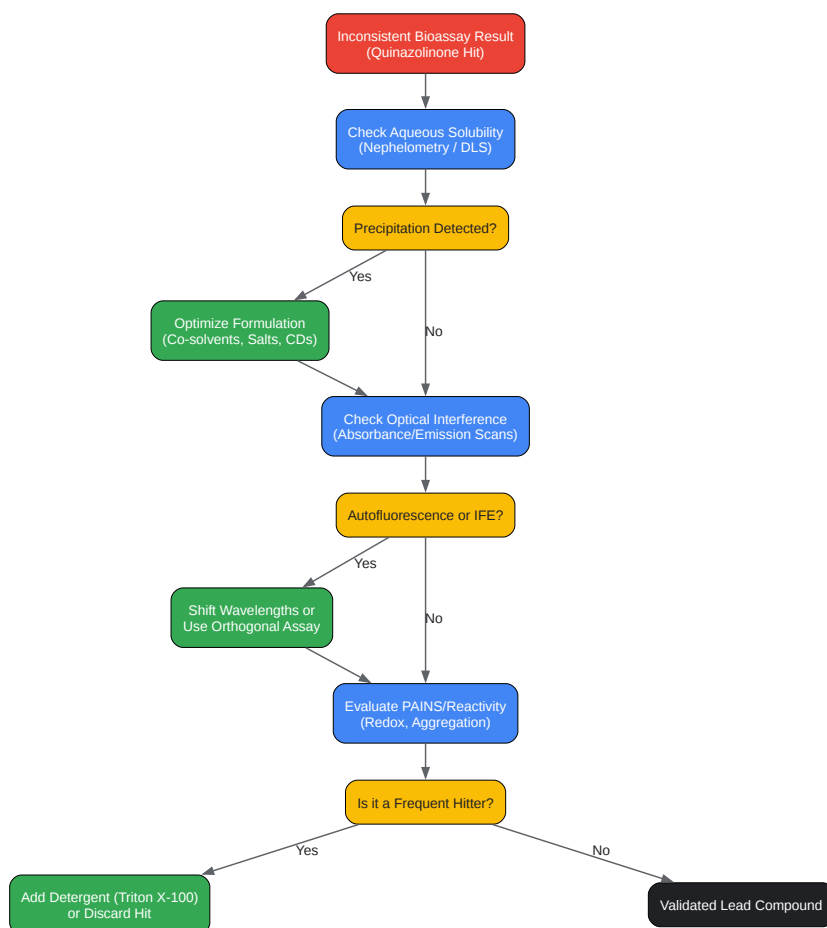 Inconsistent Bioassay Result
(Quinazolinone Hit)
Check Aqueous Solubility
(Nephelometry / DLS)
Precipitation Detected?
Yes
Optimize Formulation
(Co-solvents, Salts, CDs)
No
Check Optical Interference
(Absorbance/Emission Scans)
Autofluorescence or IFE?
Yes
Shift Wavelengths or
Use Orthogonal Assay
No
Evaluate PAINS/Reactivity
(Redox, Aggregation)
Is it a Frequent Hitter?
Yes
No
Add Detergent (Triton X-100)
or Discard Hit
Validated Lead Compound